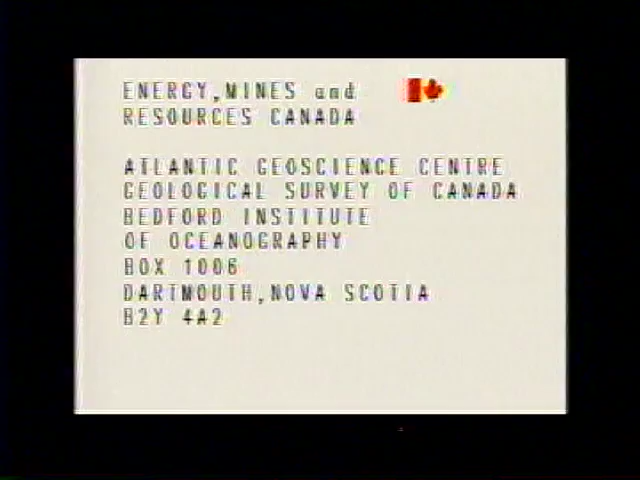 ENERGY,MINES and
RESOURCES CANADA
ATLANTIC GEOSCIENCE CENTRE
GEOLOGICAL SURVEY OF CANADA
BEDFORD INSTITUTE
OF OCEANOGRAPHY
BOX 1006
DARTMOUTH,NOVA SCOTIA
B2Y 4A2